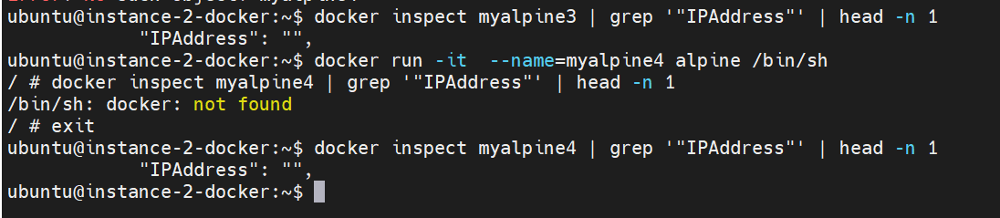 ubuntu@instance-2-docker:~$ docker inspect myalpine3 | grep '"IPAddress"' | head -n 1
            "IPAddress": "",
ubuntu@instance-2-docker:~$ docker run -it  --name=myalpine4 alpine /bin/sh
/ # docker inspect myalpine4 | grep '"IPAddress"' | head -n 1
/bin/sh: docker: not found
/ # exit
ubuntu@instance-2-docker:~$ docker inspect myalpine4 | grep '"IPAddress"' | head -n 1
            "IPAddress": "",
ubuntu@instance-2-docker:~$